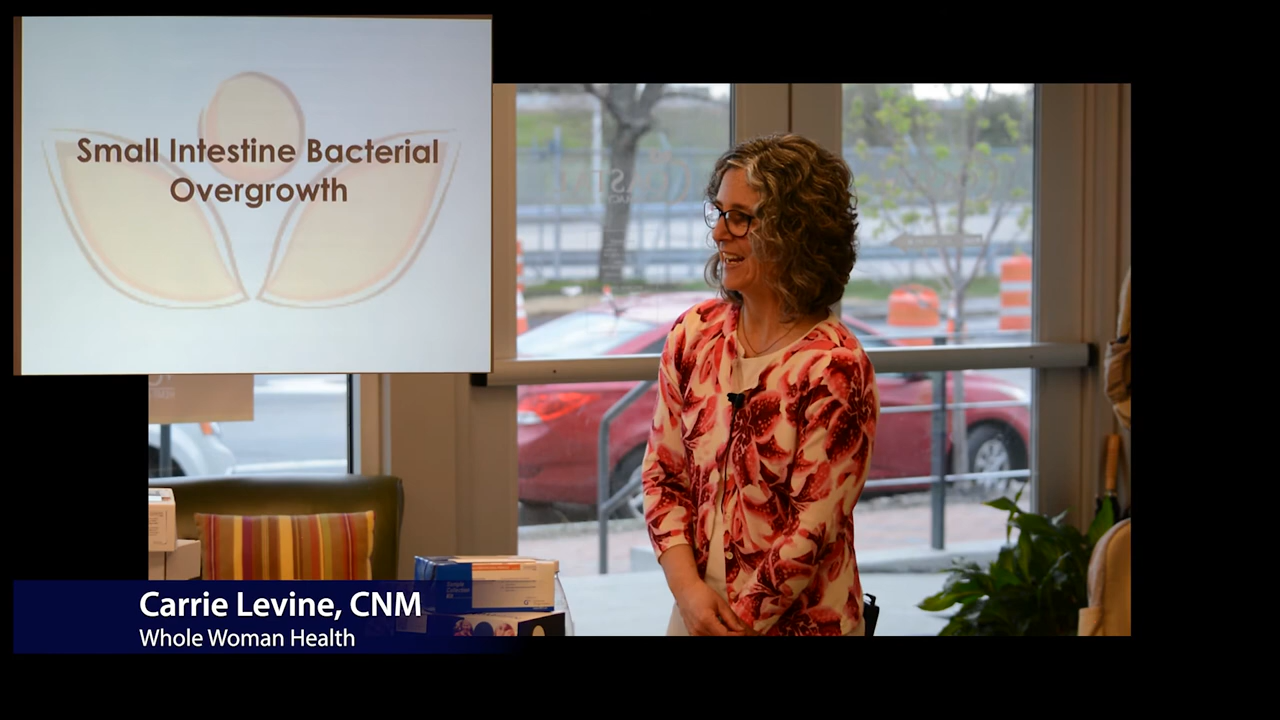 Small Intestine Bacterial
Overgrowth
Carrie Levine, CNM
Whole Woman Health